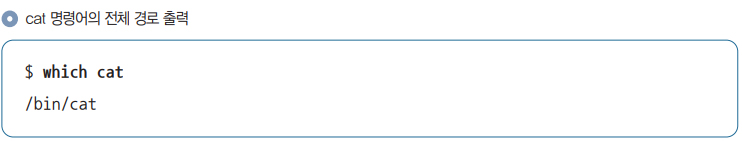 cat 명령어의 전체 경로 출력
$ which cat
/bin/cat